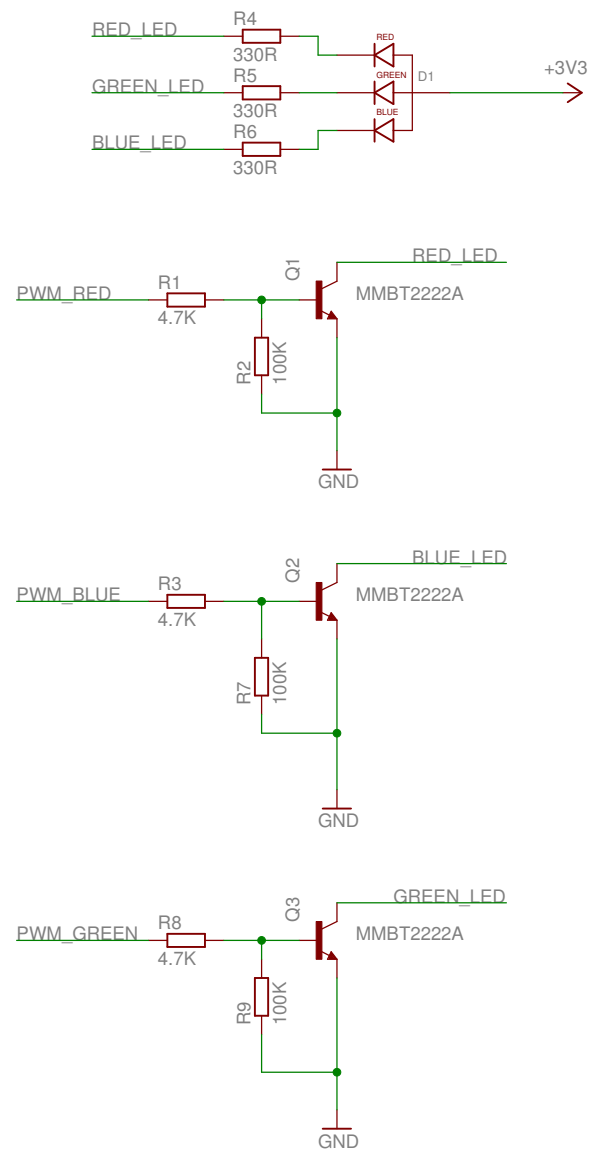 RED_LED
R4
330R
RED
GREEN_LED
R5
330R
GREEN
D1
+3V3
BLUE_LED
R6
330R
BLUE
PWM_RED
R1
4.7K
R2
100K
Q1
RED_LED
MMBT2222A
GND
PWM_BLUE
R3
4.7K
R7
100K
Q2
BLUE_LED
MMBT2222A
GND
PWM_GREEN
R8
4.7K
R9
100K
Q3
GREEN_LED
MMBT2222A
GND